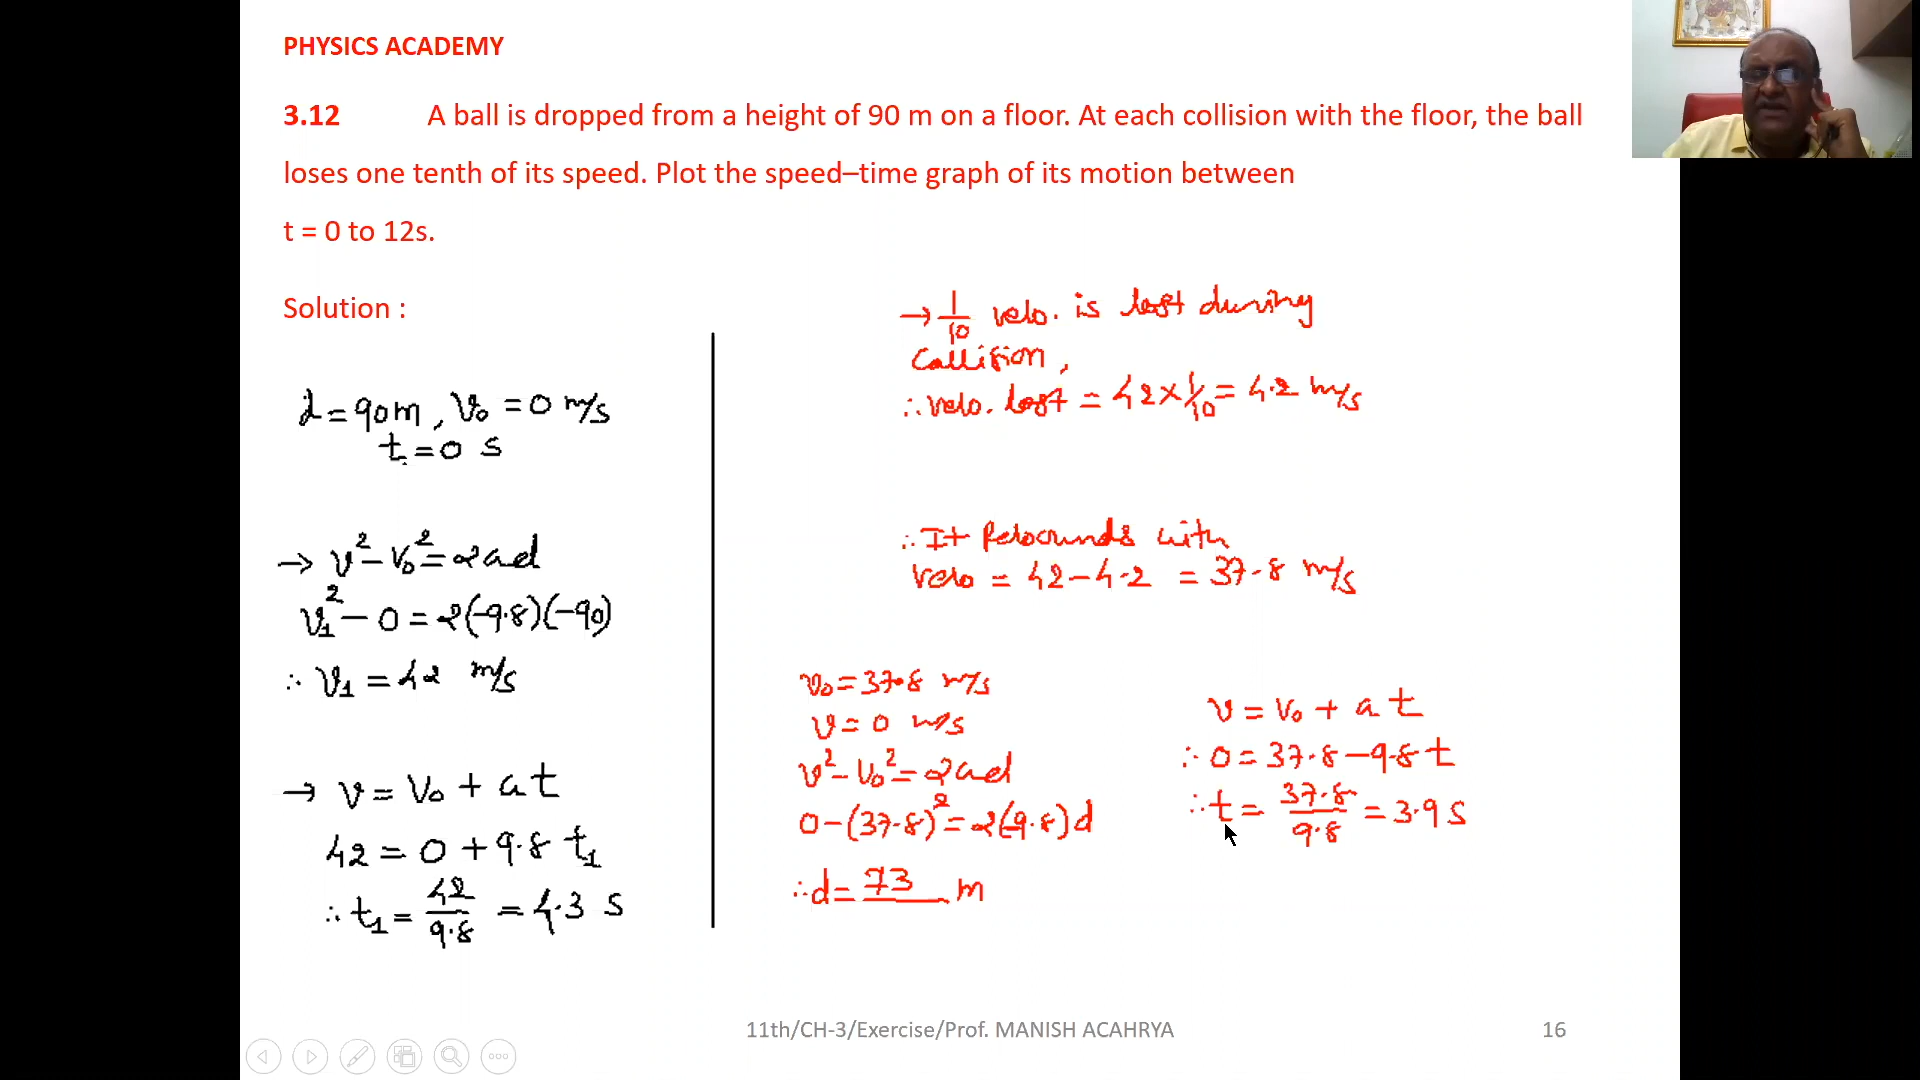 PHYSICS ACADEMY
3.12 A ball is dropped from a height of 90 m on a floor. At each collision with the floor, the ball
loses one tenth of its speed. Plot the speed–time graph of its motion between
t = 0 to 12s.
Solution :
d = 90m, v₀ = 0 m/s
t = 0 s
→ v² - v₀² = 2ad
v₁² - 0 = 2(-9.8)(-90)
∴ v₁ = 42 m/s
→ v = v₀ + at
42 = 0 + 9.8 t₁
∴ t₁ = 42/9.8 = 4.3 s
→ 1/10 velo. is lost during
Collision,
∴ velo. lost = 42 × 1/10 = 4.2 m/s
∴ It Rebounds with
velo = 42 - 4.2 = 37.8 m/s
v₀ = 37.8 m/s
v = 0 m/s
v² - v₀² = 2ad
0 - (37.8)² = 2(-9.8)d
∴ d = 73 m
v = v₀ + at
∴ 0 = 37.8 - 9.8 t
∴ t = 37.8/9.8 = 3.9 s
11th/CH-3/Exercise/Prof. MANISH ACAHRYA
16